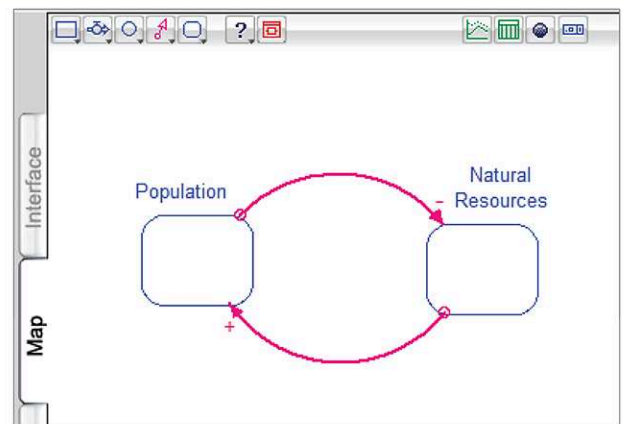 ?
Interface
Population
Natural
Resources
-
+
Map